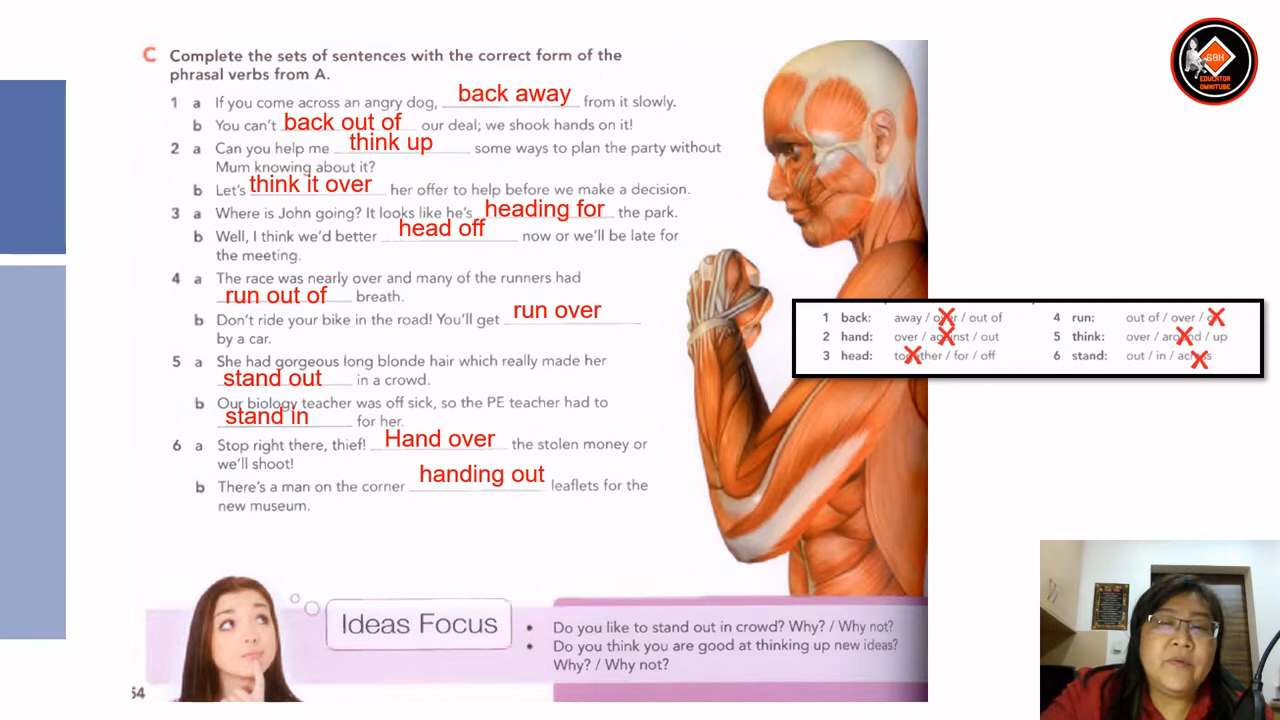 C Complete the sets of sentences with the correct form of the
phrasal verbs from A.
1 a If you come across an angry dog, back away from it slowly.
b You can't back out of our deal; we shook hands on it!
2 a Can you help me think up some ways to plan the party without
Mum knowing about it?
b Let's think it over her offer to help before we make a decision.
3 a Where is John going? It looks like he's heading for the park.
b Well, I think we'd better head off now or we'll be late for
the meeting.
4 a The race was nearly over and many of the runners had
run out of breath.
b Don't ride your bike in the road! You'll get run over
by a car.
5 a She had gorgeous long blonde hair which really made her
stand out in a crowd.
b Our biology teacher was off sick, so the PE teacher had to
stand in for her.
6 a Stop right there, thief! Hand over the stolen money or
we'll shoot!
b There's a man on the corner handing out leaflets for the
new museum.
1 back: away / over / out of
2 hand: over / against / out
3 head: together / for / off
4 run: out of / over /
5 think: over / around / up
6 stand: out / in / across
Ideas Focus
• Do you like to stand out in crowd? Why? / Why not?
• Do you think you are good at thinking up new ideas?
Why? / Why not?
64
GBH
EDUCATOR
OMNITUBE